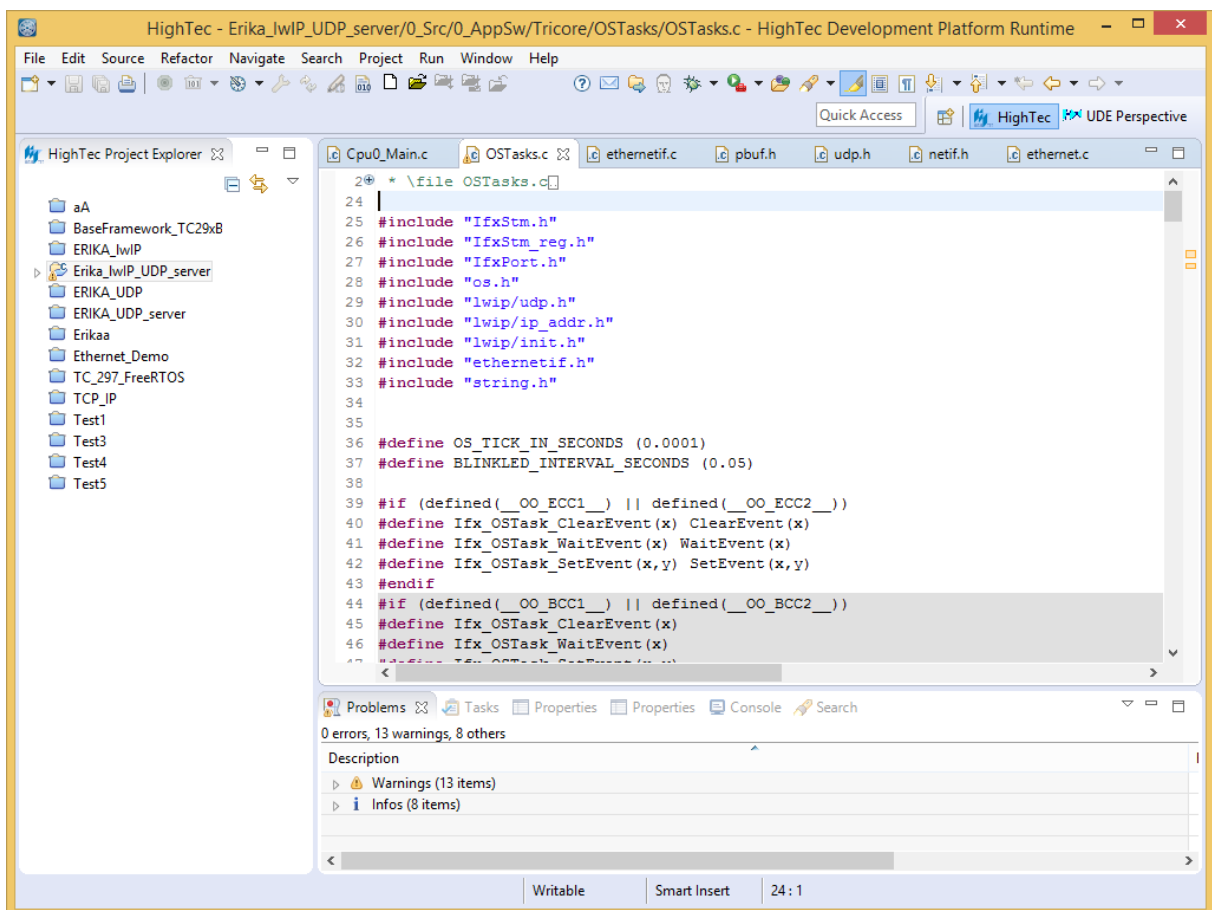 HighTec - Erika_lwIP_UDP_server/0_Src/0_AppSw/Tricore/OSTasks/OSTasks.c - HighTec Development Platform Runtime
File Edit Source Refactor Navigate Search Project Run Window Help
Quick Access HighTec UDE Perspective
HighTec Project Explorer
aA
BaseFramework_TC29xB
ERIKA_lwIP
Erika_lwIP_UDP_server
ERIKA_UDP
ERIKA_UDP_server
Erikaa
Ethernet_Demo
TC_297_FreeRTOS
TCP_IP
Test1
Test3
Test4
Test5
Cpu0_Main.c OSTasks.c ethernetif.c pbuf.h udp.h netif.h ethernet.c
2 * \file OSTasks.c
24
25 #include "IfxStm.h"
26 #include "IfxStm_reg.h"
27 #include "IfxPort.h"
28 #include "os.h"
29 #include "lwip/udp.h"
30 #include "lwip/ip_addr.h"
31 #include "lwip/init.h"
32 #include "ethernetif.h"
33 #include "string.h"
34
35
36 #define OS_TICK_IN_SECONDS (0.0001)
37 #define BLINKLED_INTERVAL_SECONDS (0.05)
38
39 #if (defined(__OO_ECC1__) || defined(__OO_ECC2__))
40 #define Ifx_OSTask_ClearEvent(x) ClearEvent(x)
41 #define Ifx_OSTask_WaitEvent(x) WaitEvent(x)
42 #define Ifx_OSTask_SetEvent(x,y) SetEvent(x,y)
43 #endif
44 #if (defined(__OO_BCC1__) || defined(__OO_BCC2__))
45 #define Ifx_OSTask_ClearEvent(x)
46 #define Ifx_OSTask_WaitEvent(x)
Problems Tasks Properties Properties Console Search
0 errors, 13 warnings, 8 others
Description
Warnings (13 items)
Infos (8 items)
Writable Smart Insert 24 : 1